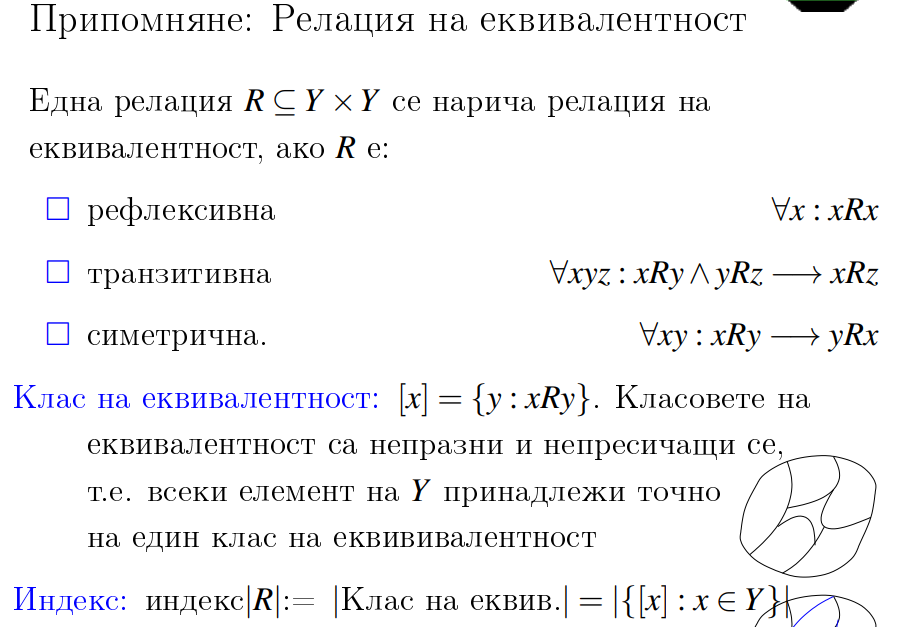 Припомняне: Релация на еквивалентност
Една релация R ⊆ Y × Y се нарича релация на
еквивалентност, ако R е:
рефлексивна ∀x : xRx
транзитивна ∀xyz : xRy ∧ yRz ⟶ xRz
симетрична. ∀xy : xRy ⟶ yRx
Клас на еквивалентност: [x] = {y : xRy}. Класовете на
еквивалентност са непразни и непресичащи се,
т.е. всеки елемент на Y принадлежи точно
на един клас на еквививалентност
Индекс: индекс|R|:= |Клас на еквив.| = |{[x] : x ∈ Y}|